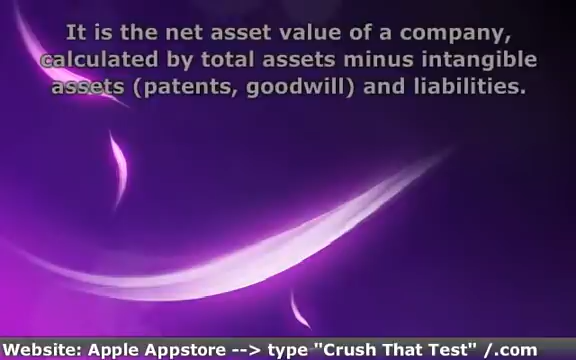 It is the net asset value of a company,
calculated by total assets minus intangible
assets (patents, goodwill) and liabilities.
Website: Apple Appstore --> type "Crush That Test" /.com